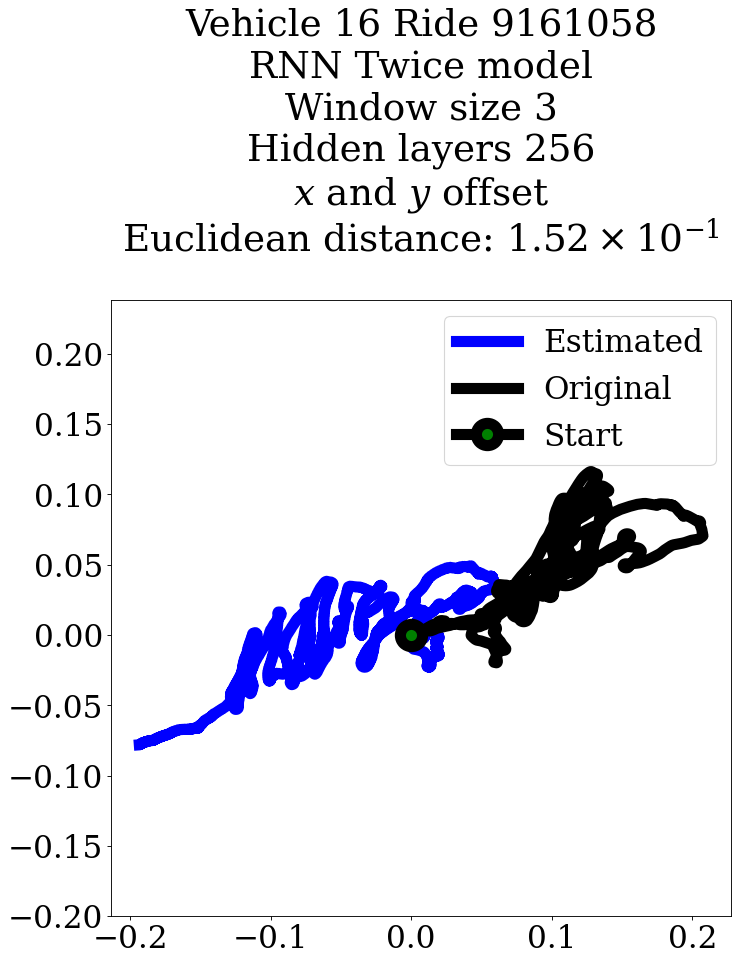 Vehicle 16 Ride 9161058
RNN Twice model
Window size 3
Hidden layers 256
x and y offset
Euclidean distance: 1.52 × 10⁻¹
Estimated
Original
Start
0.20
0.15
0.10
0.05
0.00
−0.05
−0.10
−0.15
−0.20
−0.2 −0.1 0.0 0.1 0.2